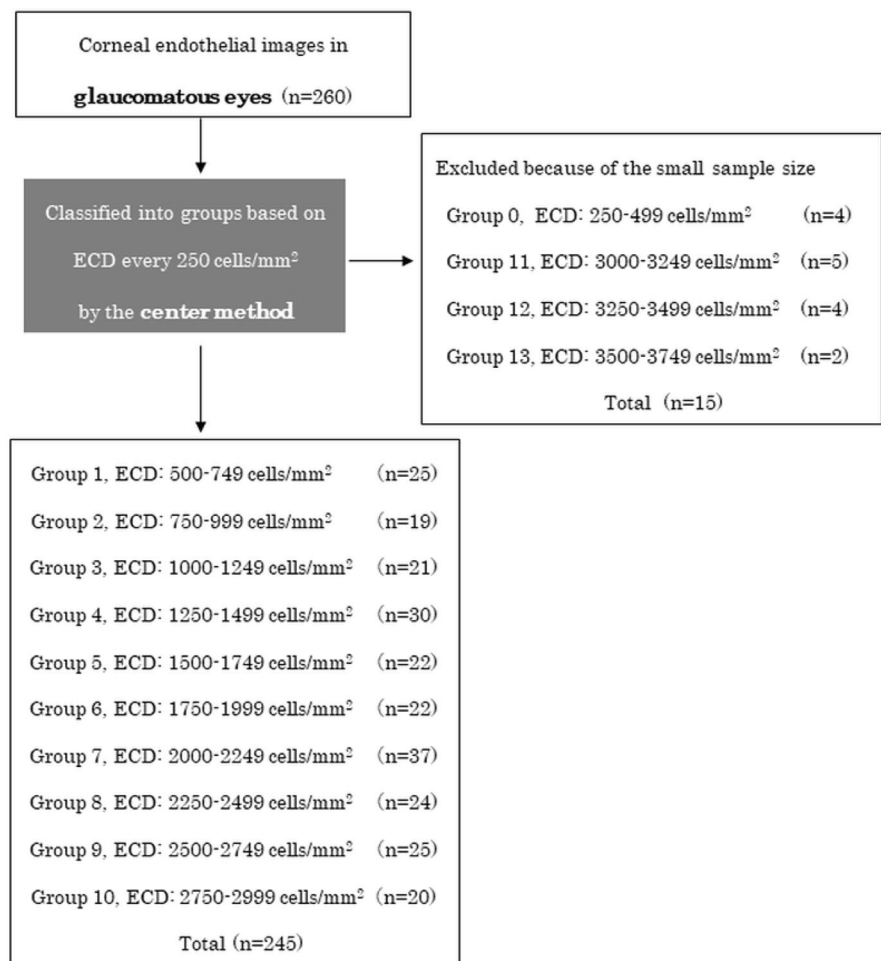 Corneal endothelial images in
glaucomatous eyes (n=260)
Classified into groups based on
ECD every 250 cells/mm²
by the center method
Excluded because of the small sample size
Group 0, ECD: 250-499 cells/mm² (n=4)
Group 11, ECD: 3000-3249 cells/mm² (n=5)
Group 12, ECD: 3250-3499 cells/mm² (n=4)
Group 13, ECD: 3500-3749 cells/mm² (n=2)
Total (n=15)
Group 1, ECD: 500-749 cells/mm² (n=25)
Group 2, ECD: 750-999 cells/mm² (n=19)
Group 3, ECD: 1000-1249 cells/mm² (n=21)
Group 4, ECD: 1250-1499 cells/mm² (n=30)
Group 5, ECD: 1500-1749 cells/mm² (n=22)
Group 6, ECD: 1750-1999 cells/mm² (n=22)
Group 7, ECD: 2000-2249 cells/mm² (n=37)
Group 8, ECD: 2250-2499 cells/mm² (n=24)
Group 9, ECD: 2500-2749 cells/mm² (n=25)
Group 10, ECD: 2750-2999 cells/mm² (n=20)
Total (n=245)